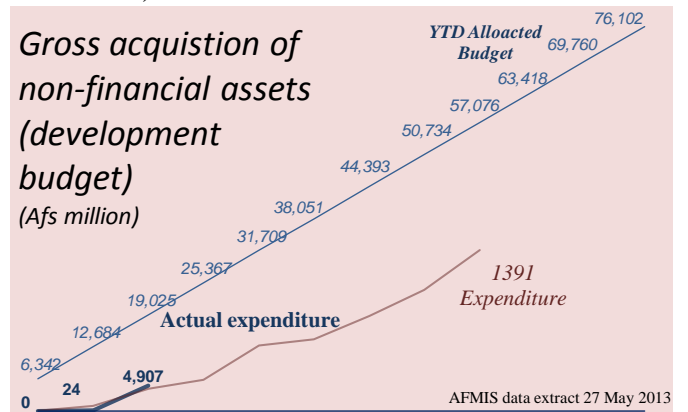 Gross acquistion of
non-financial assets
(development
budget)
(Afs million)
YTD Alloacted
Budget
76,102
69,760
63,418
57,076
50,734
44,393
38,051
31,709
25,367
19,025
12,684
6,342
Actual expenditure
1391
Expenditure
0
24
4,907
AFMIS data extract 27 May 2013